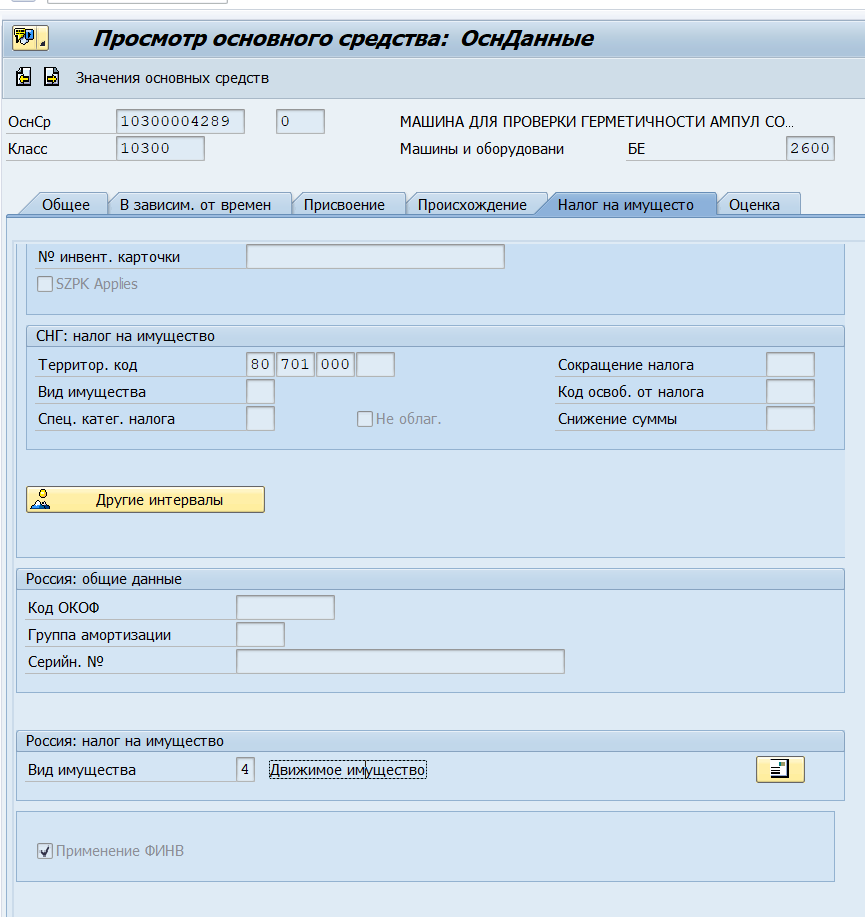 Просмотр основного средства: ОснДанные
Значения основных средств
ОснСр 10300004289 0 МАШИНА ДЛЯ ПРОВЕРКИ ГЕРМЕТИЧНОСТИ АМПУЛ СО...
Класс 10300 Машины и оборудовани БЕ 2600
Общее В зависим. от времен Присвоение Происхождение Налог на имущесто Оценка
№ инвент. карточки
SZPK Applies
СНГ: налог на имущество
Территор. код 80 701 000 Сокращение налога
Вид имущества Код освоб. от налога
Спец. катег. налога Не облаг. Снижение суммы
Другие интервалы
Россия: общие данные
Код ОКОФ
Группа амортизации
Серийн. №
Россия: налог на имущество
Вид имущества 4 Движимое имущество
Применение ФИНВ